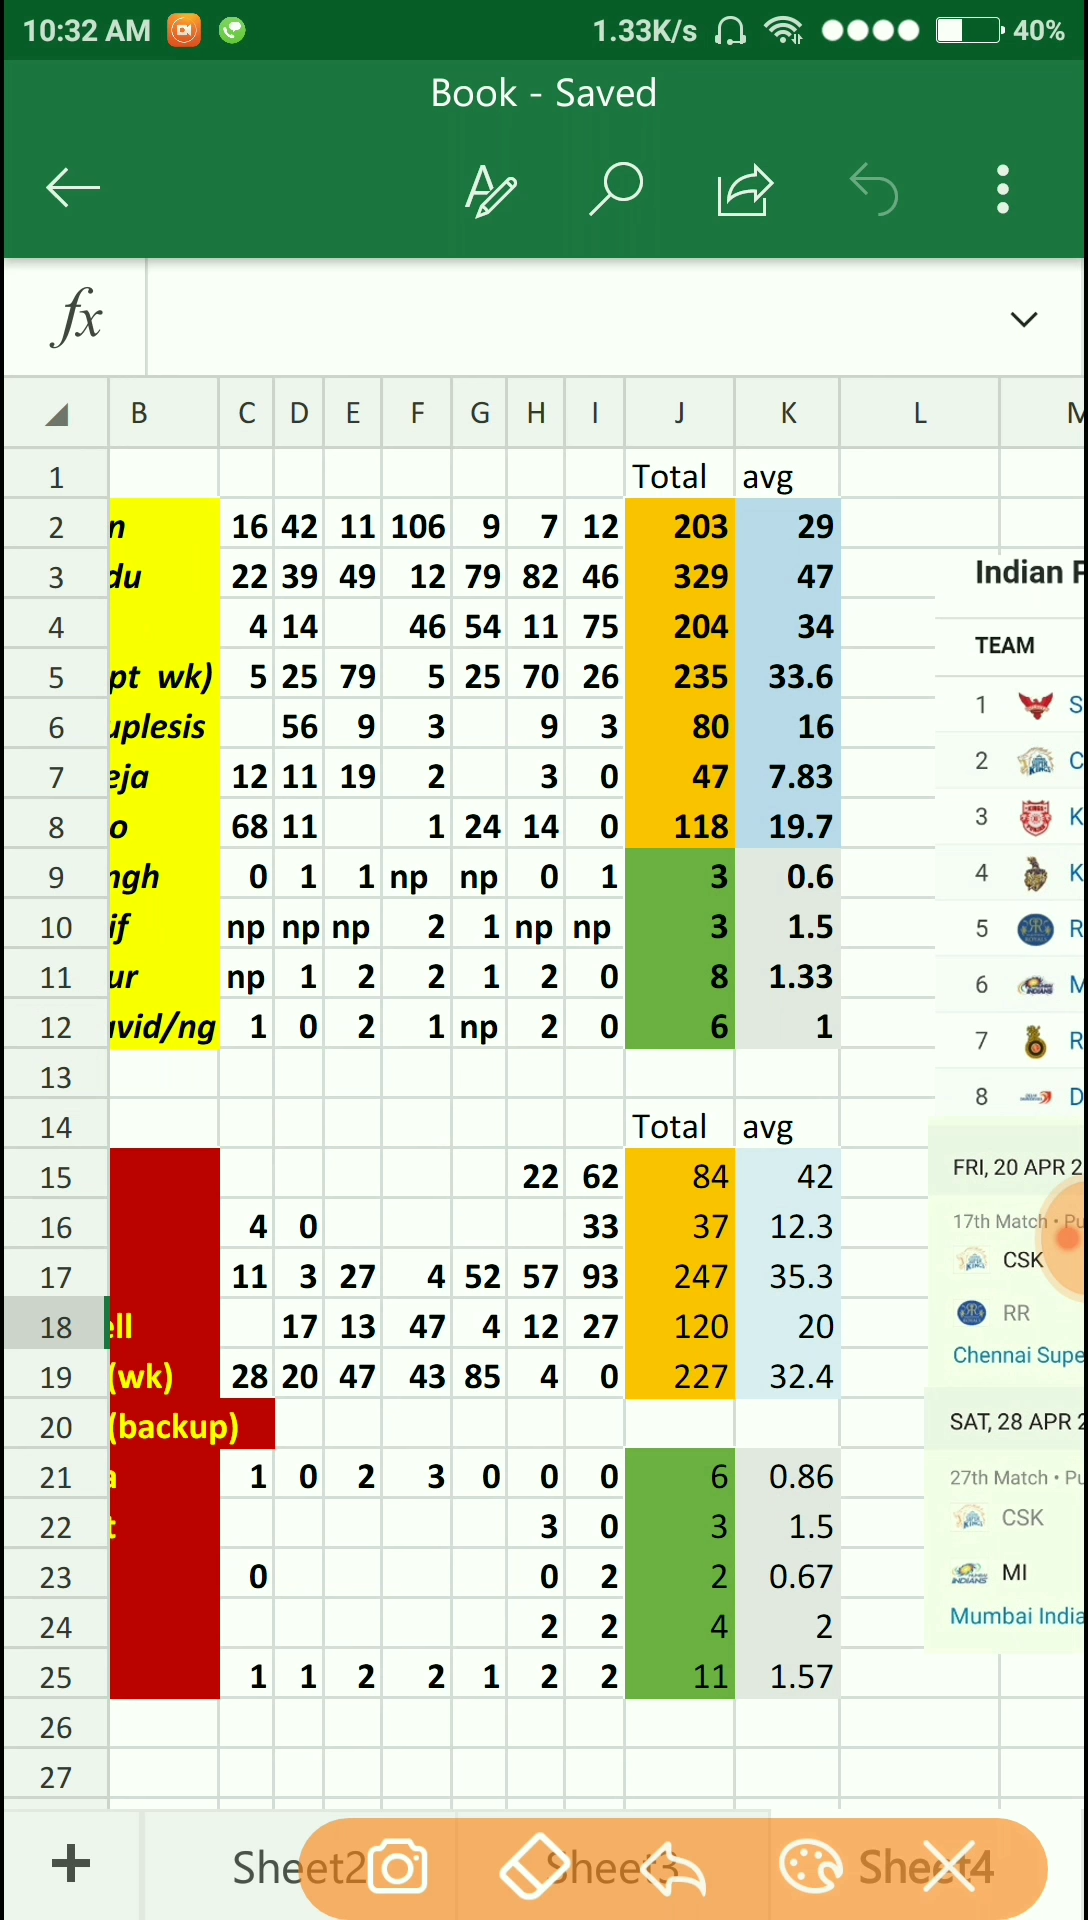 10:32 AM 1.33K/s 40%
Book - Saved
fx
B C D E F G H I J K L
1 Total avg
2 n 16 42 11 106 9 7 12 203 29
3 du 22 39 49 12 79 82 46 329 47
Indian
4 4 14 46 54 11 75 204 34
TEAM
5 pt wk) 5 25 79 5 25 70 26 235 33.6
1 S
6 uplesis 56 9 3 9 3 80 16
2 C
7 eja 12 11 19 2 3 0 47 7.83
3 K
8 o 68 11 1 24 14 0 118 19.7
4 K
9 ngh 0 1 1 np np 0 1 3 0.6
5 R
10 if np np np 2 1 np np 3 1.5
6 M
11 ur np 1 2 2 1 2 0 8 1.33
7 R
12 avid/ng 1 0 2 1 np 2 0 6 1
13
8 D
14 Total avg
15 22 62 84 42
FRI, 20 APR 2
16 4 0 33 37 12.3
17th Match • Pu
CSK
17 11 3 27 4 52 57 93 247 35.3
RR
18 ell 17 13 47 4 12 27 120 20
Chennai Supe
19 (wk) 28 20 47 43 85 4 0 227 32.4
20 (backup)
SAT, 28 APR 2
21 a 1 0 2 3 0 0 0 6 0.86
27th Match • Pu
22 t 3 0 3 1.5
CSK
23 0 0 2 2 0.67
MI
24 2 2 4 2
Mumbai India
25 1 1 2 2 1 2 2 11 1.57
26
27
+ Sheet2 Sheet3 Sheet4